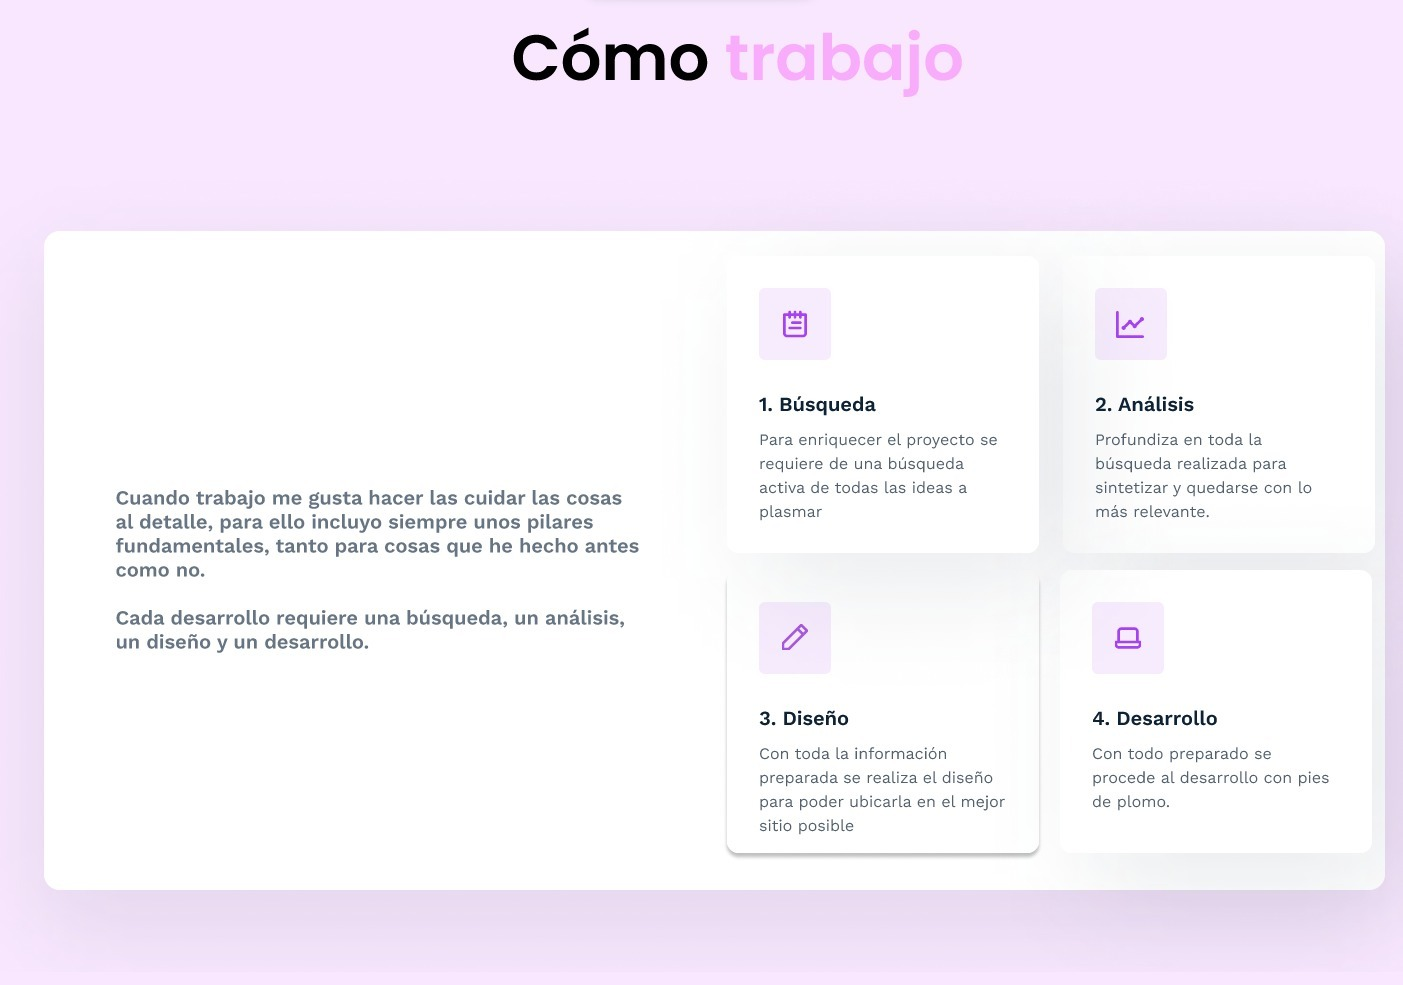 Cómo trabajo
Cuando trabajo me gusta hacer las cuidar las cosas
al detalle, para ello incluyo siempre unos pilares
fundamentales, tanto para cosas que he hecho antes
como no.
Cada desarrollo requiere una búsqueda, un análisis,
un diseño y un desarrollo.
1. Búsqueda
Para enriquecer el proyecto se
requiere de una búsqueda
activa de todas las ideas a
plasmar
2. Análisis
Profundiza en toda la
búsqueda realizada para
sintetizar y quedarse con lo
más relevante.
3. Diseño
Con toda la información
preparada se realiza el diseño
para poder ubicarla en el mejor
sitio posible
4. Desarrollo
Con todo preparado se
procede al desarrollo con pies
de plomo.